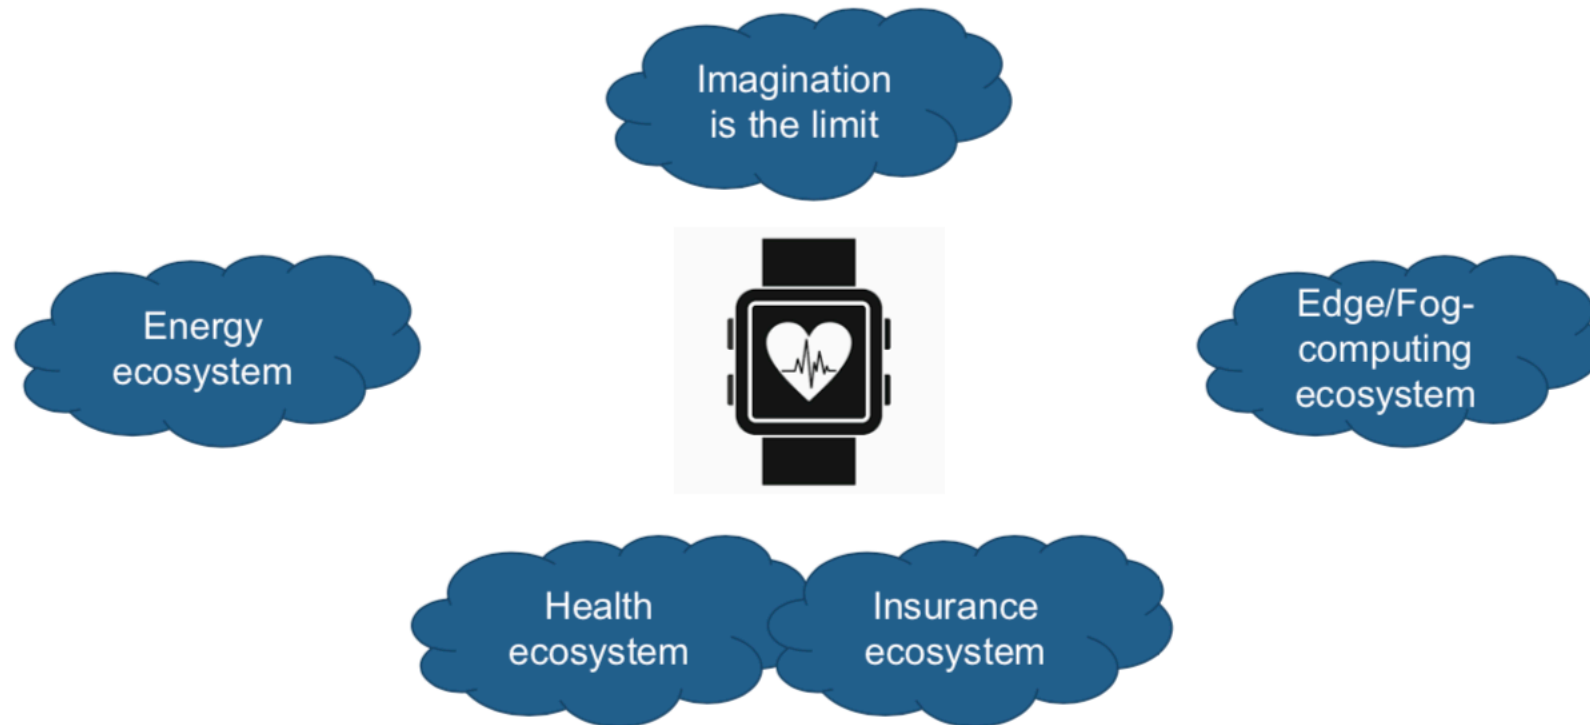 Imagination
is the limit
Energy
ecosystem
Edge/Fog-
computing
ecosystem
Health
ecosystem
Insurance
ecosystem